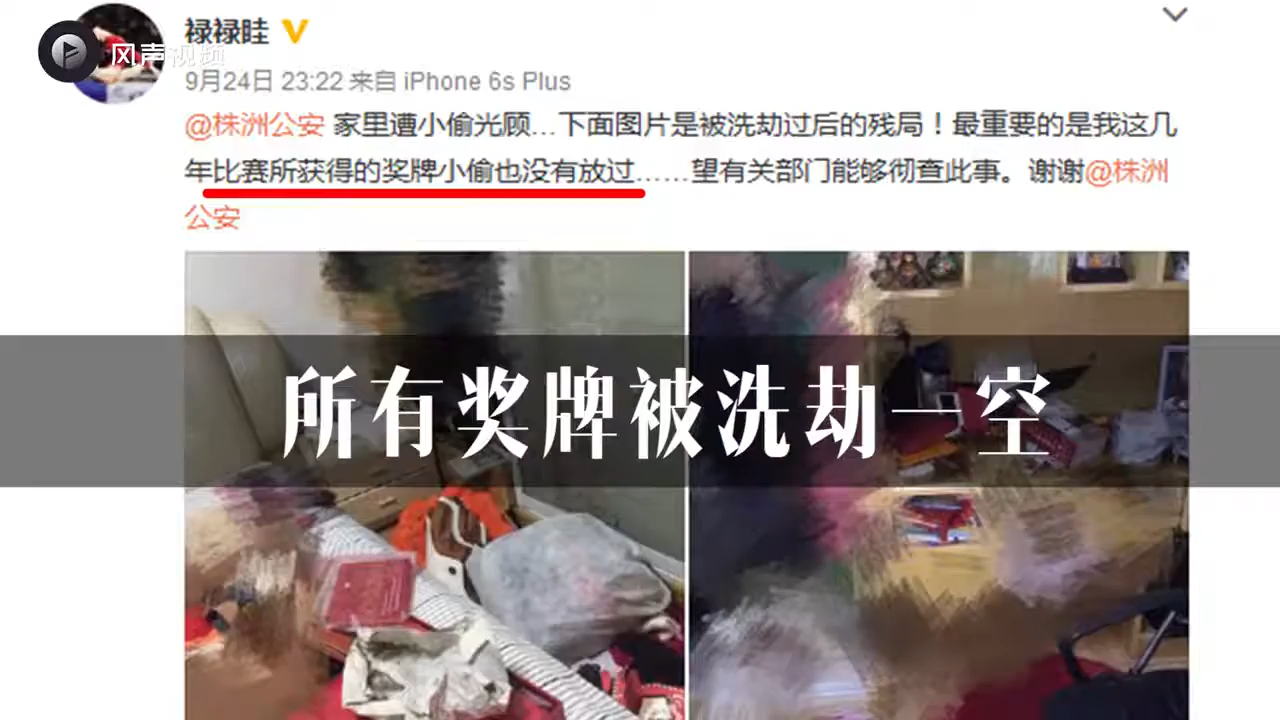 禄禄眭
风声视频
9月24日 23:22 来自 iPhone 6s Plus
@株洲公安 家里遭小偷光顾…下面图片是被洗劫过后的残局！最重要的是我这几
年比赛所获得的奖牌小偷也没有放过……望有关部门能够彻查此事。谢谢@株洲
公安
所有奖牌被洗劫一空